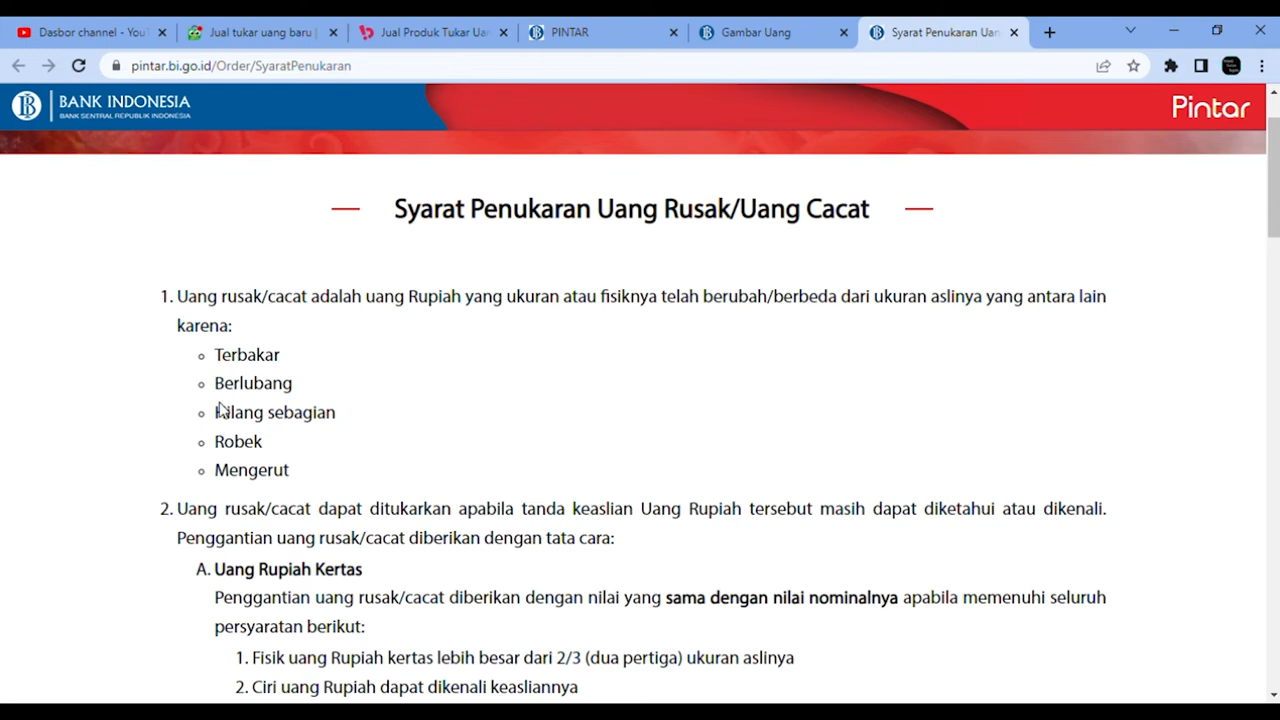 Dasbor channel - YouT
Jual tukar uang baru |
Jual Produk Tukar Uan
PINTAR
Gambar Uang
Syarat Penukaran Uan
pintar.bi.go.id/Order/SyaratPenukaran
BANK INDONESIA
BANK SENTRAL REPUBLIK INDONESIA
Pintar
Syarat Penukaran Uang Rusak/Uang Cacat
1. Uang rusak/cacat adalah uang Rupiah yang ukuran atau fisiknya telah berubah/berbeda dari ukuran aslinya yang antara lain
karena:
Terbakar
Berlubang
Hilang sebagian
Robek
Mengerut
2. Uang rusak/cacat dapat ditukarkan apabila tanda keaslian Uang Rupiah tersebut masih dapat diketahui atau dikenali.
Penggantian uang rusak/cacat diberikan dengan tata cara:
A. Uang Rupiah Kertas
Penggantian uang rusak/cacat diberikan dengan nilai yang sama dengan nilai nominalnya apabila memenuhi seluruh
persyaratan berikut:
1. Fisik uang Rupiah kertas lebih besar dari 2/3 (dua pertiga) ukuran aslinya
2. Ciri uang Rupiah dapat dikenali keasliannya